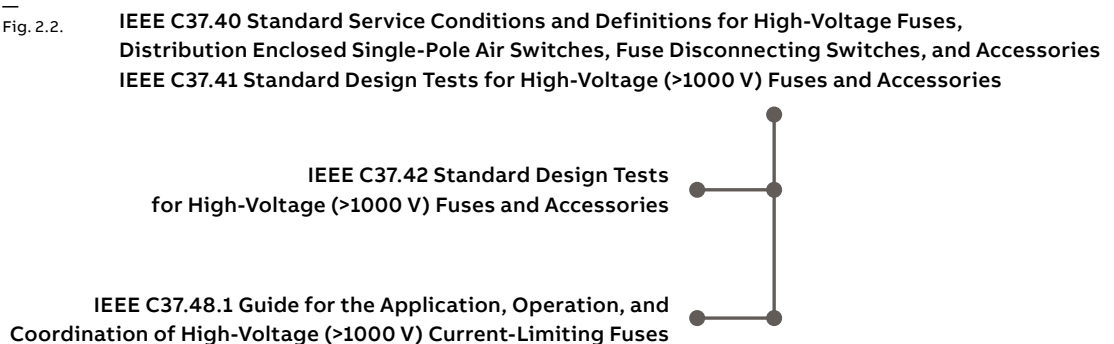 —
Fig. 2.2.
IEEE C37.40 Standard Service Conditions and Definitions for High-Voltage Fuses,
Distribution Enclosed Single-Pole Air Switches, Fuse Disconnecting Switches, and Accessories
IEEE C37.41 Standard Design Tests for High-Voltage (>1000 V) Fuses and Accessories
IEEE C37.42 Standard Design Tests
for High-Voltage (>1000 V) Fuses and Accessories
IEEE C37.48.1 Guide for the Application, Operation, and
Coordination of High-Voltage (>1000 V) Current-Limiting Fuses